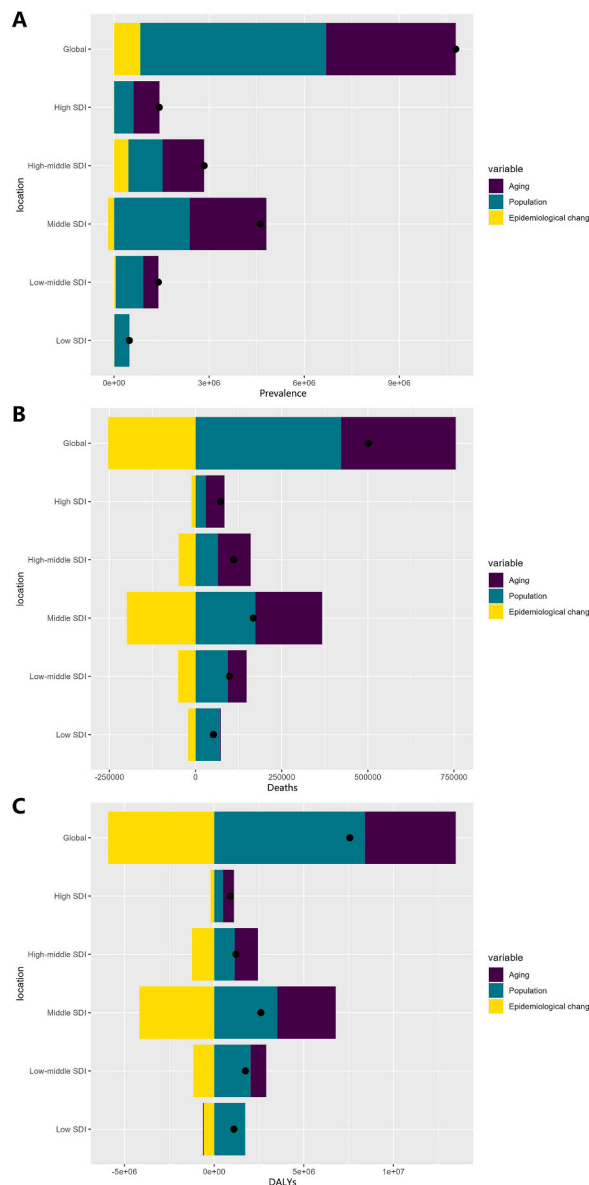 A
Global
High SDI
High-middle SDI
Middle SDI
Low-middle SDI
Low SDI
location
0e+00
3e+06
6e+06
9e+06
Prevalence
variable
Aging
Population
Epidemiological chang
B
Global
High SDI
High-middle SDI
Middle SDI
Low-middle SDI
Low SDI
location
-250000
0
250000
500000
750000
Deaths
variable
Aging
Population
Epidemiological chang
C
Global
High SDI
High-middle SDI
Middle SDI
Low-middle SDI
Low SDI
location
-5e+06
0e+00
5e+06
1e+07
DALYs
variable
Aging
Population
Epidemiological chang